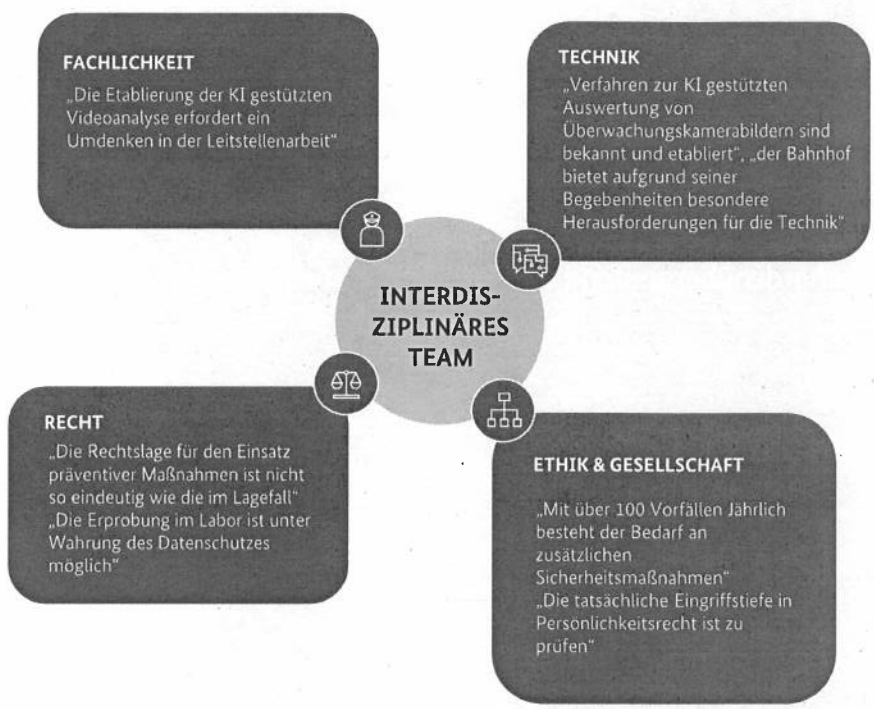 FACHLICHKEIT
„Die Etablierung der KI gestützten
Videoanalyse erfordert ein
Umdenken in der Leitstellenarbeit“
TECHNIK
„Verfahren zur KI gestützten
Auswertung von
Überwachungskamerabildern sind
bekannt und etabliert“, „der Bahnhof
bietet aufgrund seiner
Begebenheiten besondere
Herausforderungen für die Technik“
INTERDIS-
ZIPLINÄRES
TEAM
RECHT
„Die Rechtslage für den Einsatz
präventiver Maßnahmen ist nicht
so eindeutig wie die im Lagefall“
„Die Erprobung im Labor ist unter
Wahrung des Datenschutzes
möglich“
ETHIK & GESELLSCHAFT
„Mit über 100 Vorfällen Jährlich
besteht der Bedarf an
zusätzlichen
Sicherheitsmaßnahmen“
„Die tatsächliche Eingriffstiefe in
Persönlichkeitsrecht ist zu
prüfen“